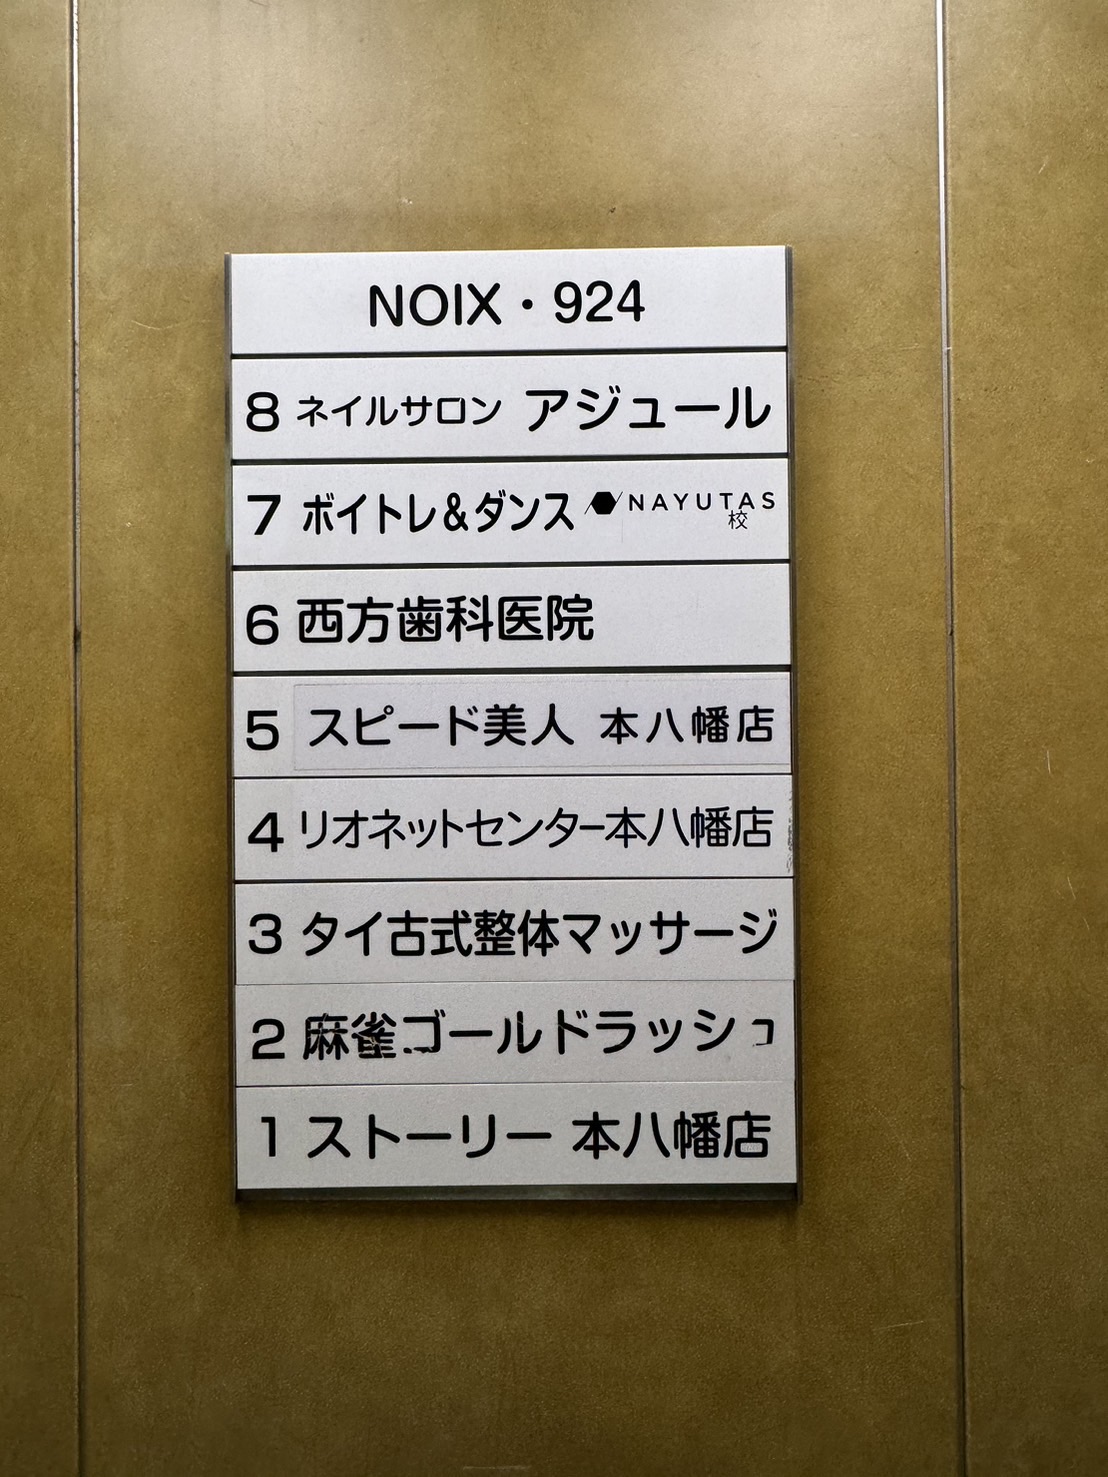 NOIX・924
8 ネイルサロン アジュール
7 ボイトレ&ダンス NAYUTAS
校
6 西方歯科医院
5 スピード美人 本八幡店
4 リオネットセンター本八幡店
3 タイ古式整体マッサージ
2 麻雀ゴールドラッシュ
1 ストーリー 本八幡店